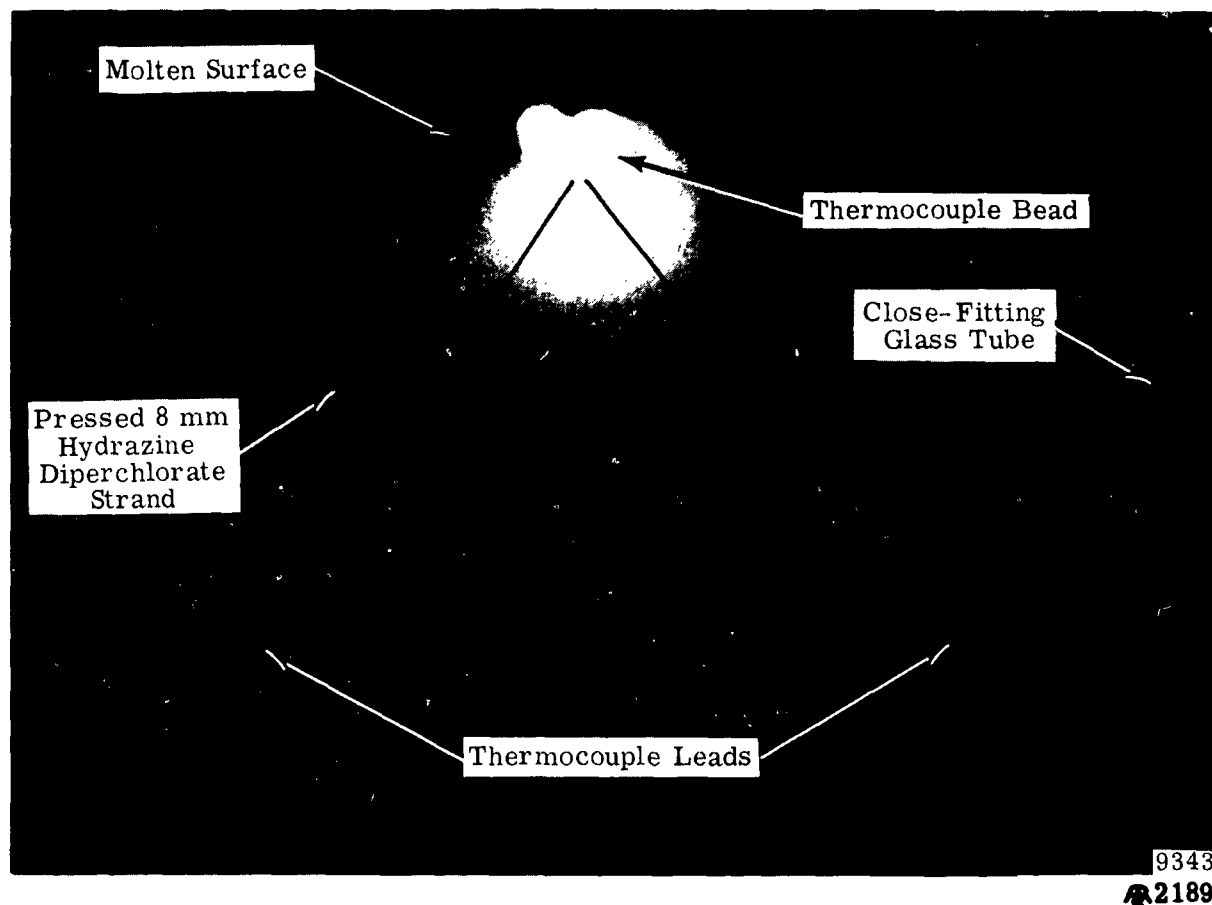 Molten Surface
Thermocouple Bead
Close-Fitting
Glass Tube
Pressed 8 mm
Hydrazine
Diperchlorate
Strand
Thermocouple Leads
9343
2189